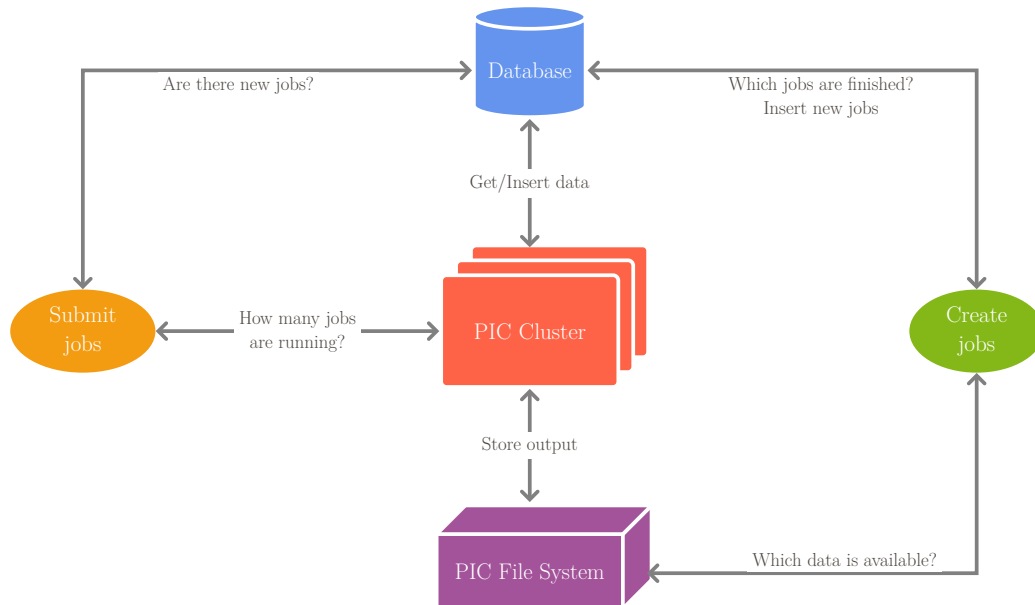 Database
Are there new jobs?
Which jobs are finished?
Insert new jobs
Get/Insert data
Submit
jobs
How many jobs
are running?
PIC Cluster
Create
jobs
Store output
Which data is available?
PIC File System